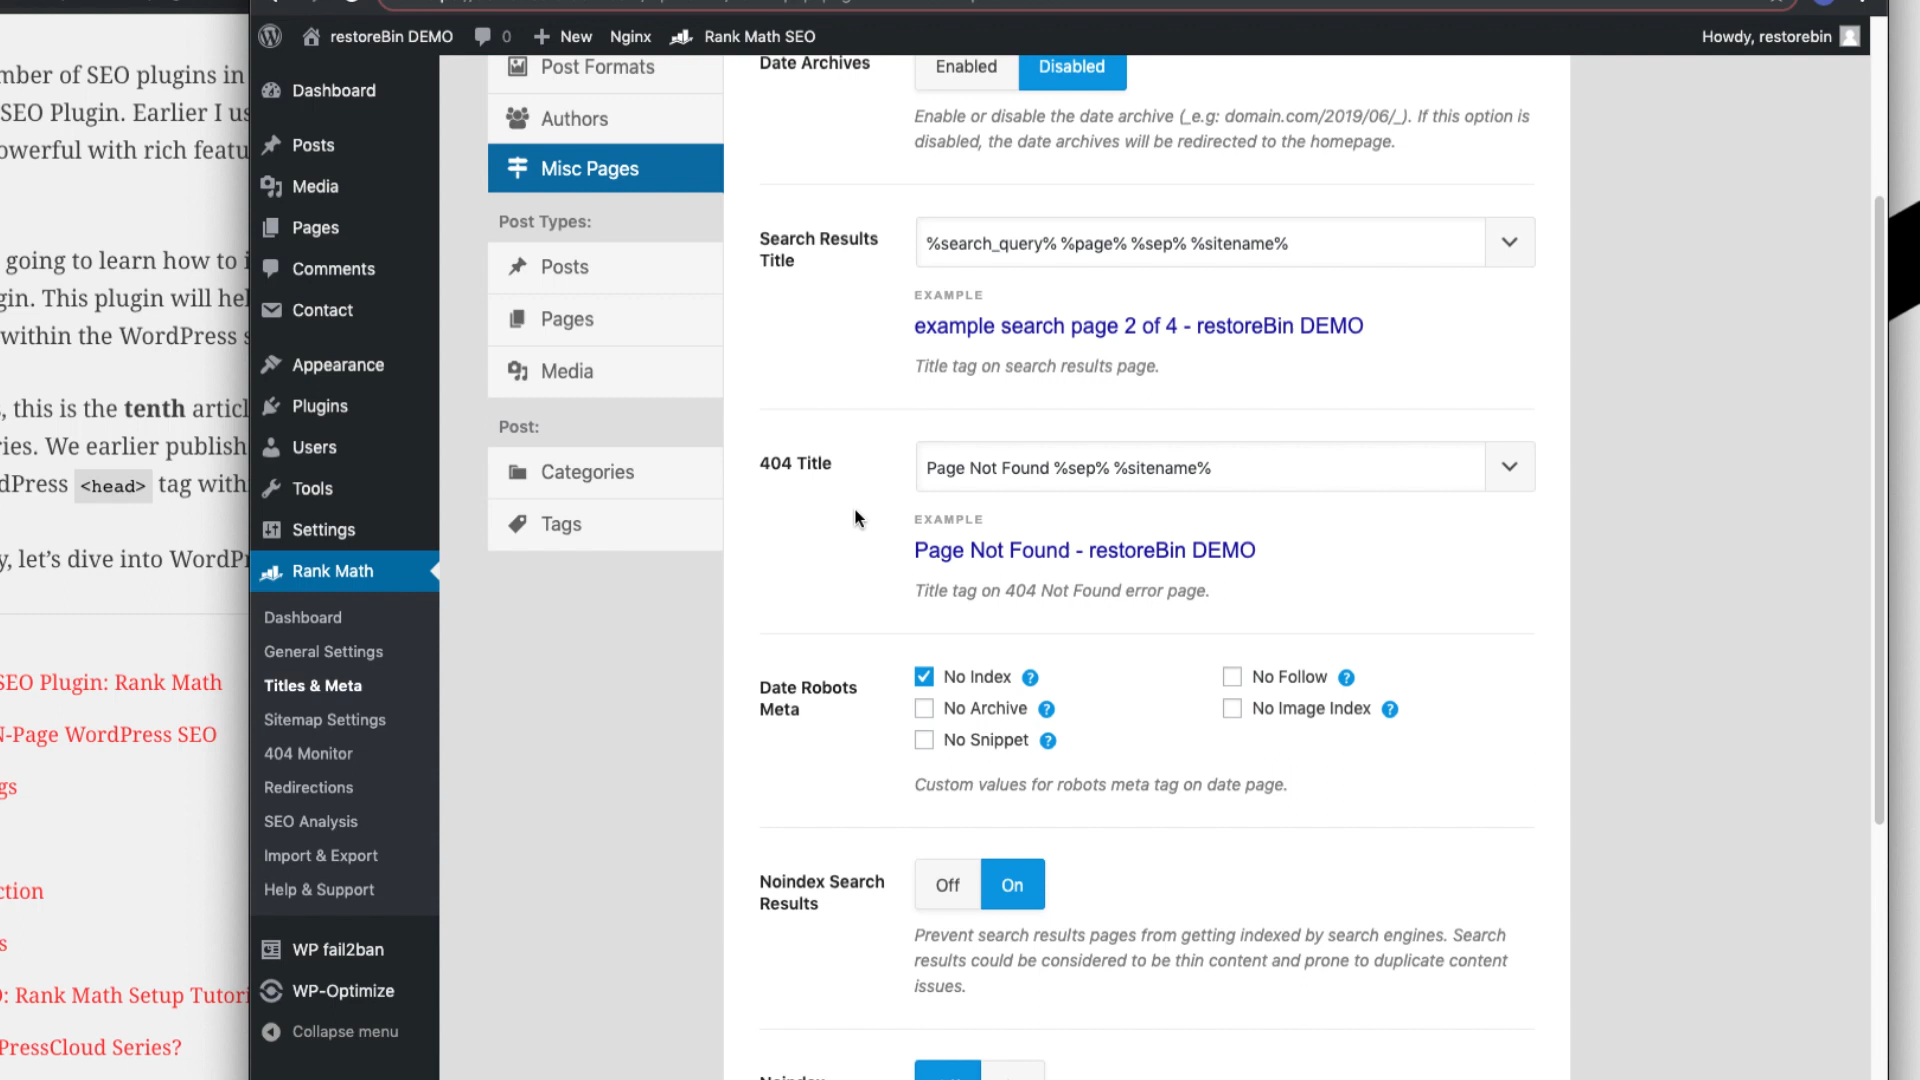 restoreBin DEMO
0
New
Nginx
Rank Math SEO
Howdy, restorebin
mber of SEO plugins in
SEO Plugin. Earlier I us
owerful with rich featu
going to learn how to i
gin. This plugin will hel
within the WordPress s
, this is the tenth articl
ries. We earlier publish
dPress <head> tag with
y, let's dive into WordPr
SEO Plugin: Rank Math
N-Page WordPress SEO
gs
ction
s
O: Rank Math Setup Tutori
PressCloud Series?
Dashboard
Posts
Media
Pages
Comments
Contact
Appearance
Plugins
Users
Tools
Settings
Rank Math
Dashboard
General Settings
Titles & Meta
Sitemap Settings
404 Monitor
Redirections
SEO Analysis
Import & Export
Help & Support
WP fail2ban
WP-Optimize
Collapse menu
Post Formats
Authors
Misc Pages
Post Types:
Posts
Pages
Media
Post:
Categories
Tags
Date Archives
Enabled
Disabled
Enable or disable the date archive (_e.g: domain.com/2019/06/_). If this option is
disabled, the date archives will be redirected to the homepage.
Search Results
Title
%search_query% %page% %sep% %sitename%
EXAMPLE
example search page 2 of 4 - restoreBin DEMO
Title tag on search results page.
404 Title
Page Not Found %sep% %sitename%
EXAMPLE
Page Not Found - restoreBin DEMO
Title tag on 404 Not Found error page.
Date Robots
Meta
No Index ?
No Follow ?
No Archive ?
No Image Index ?
No Snippet ?
Custom values for robots meta tag on date page.
Noindex Search
Results
Off
On
Prevent search results pages from getting indexed by search engines. Search
results could be considered to be thin content and prone to duplicate content
issues.
Noindex